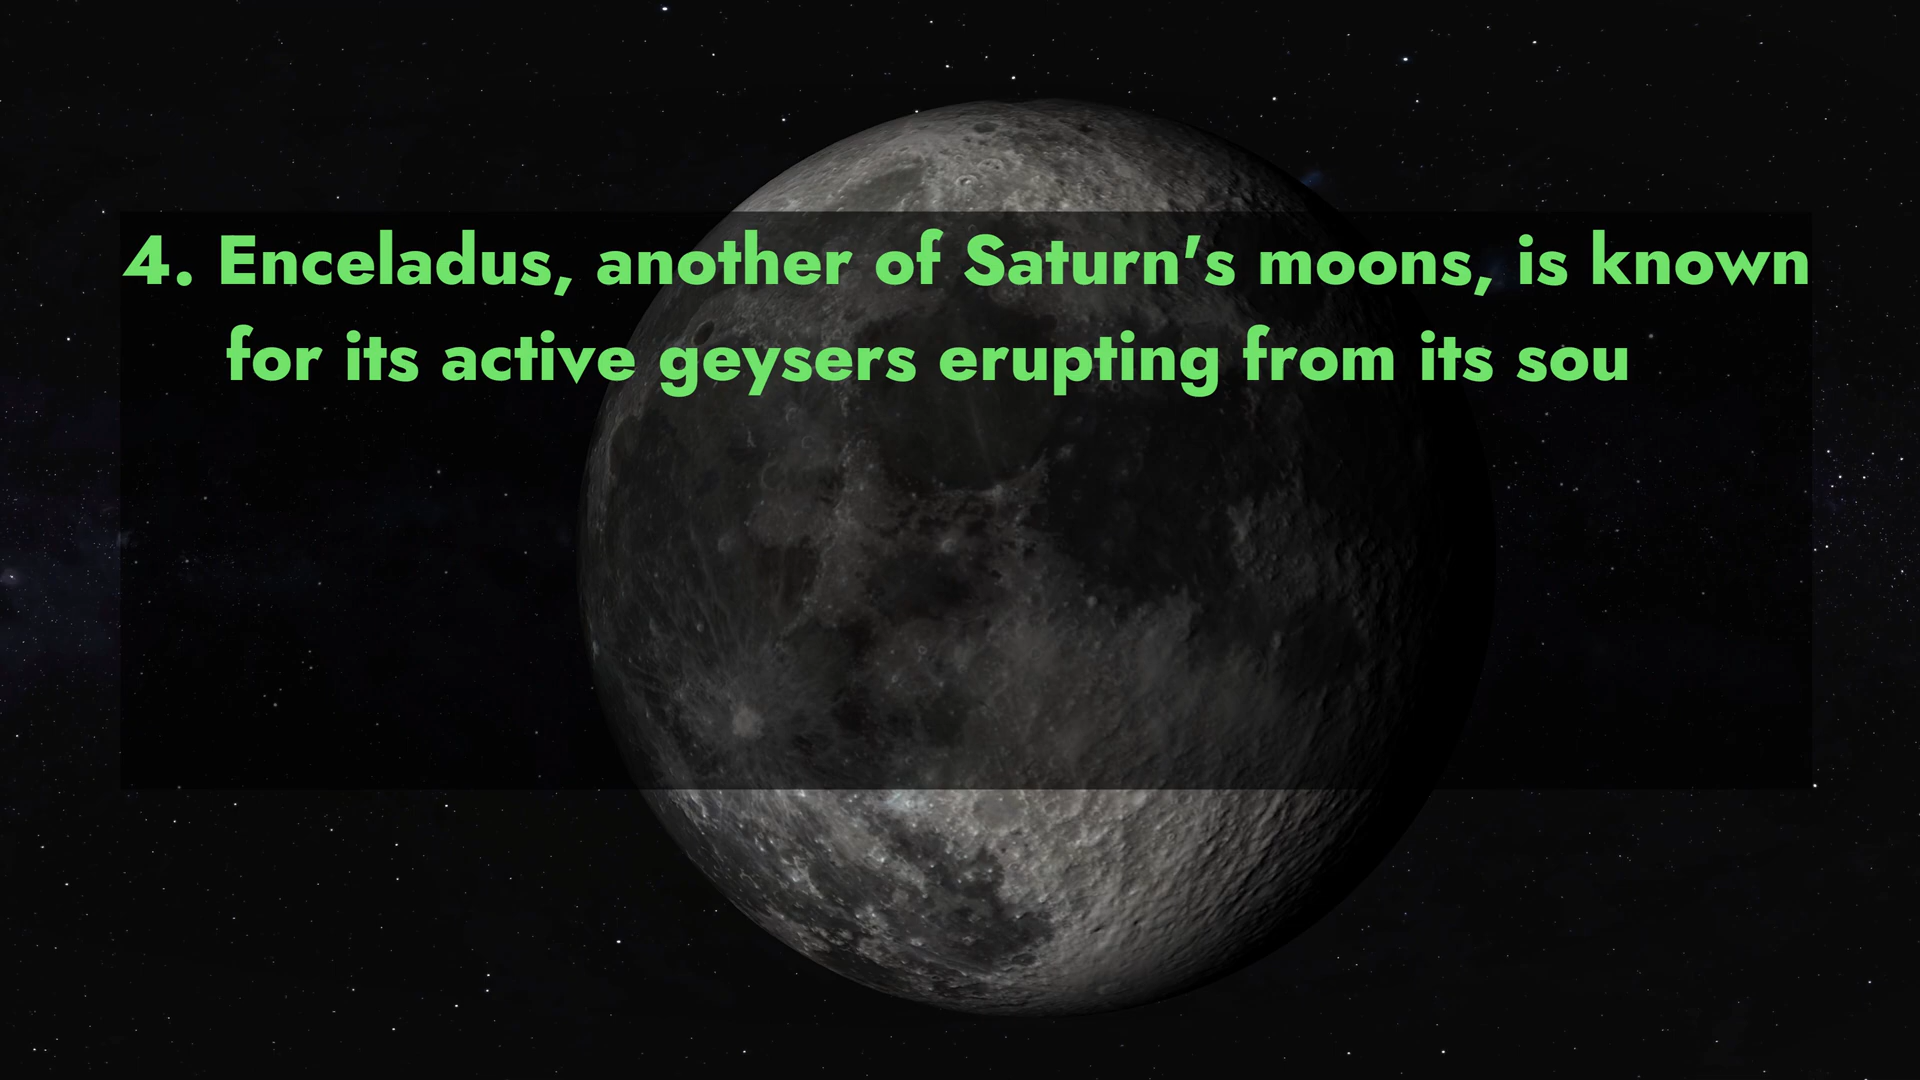 4. Enceladus, another of Saturn's moons, is known
for its active geysers erupting from its sou